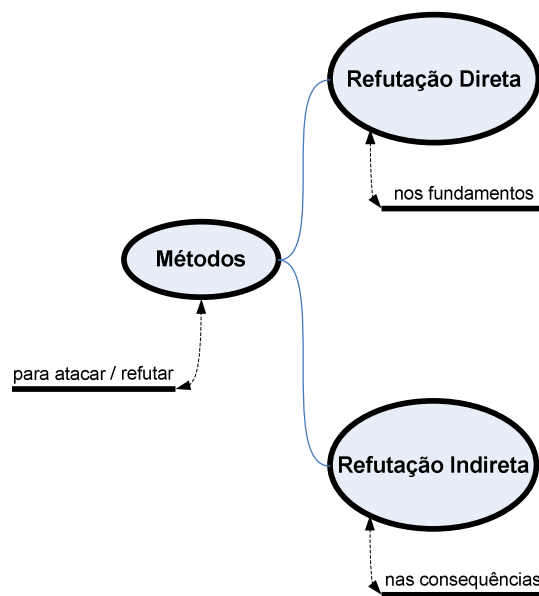 Refutação Direta
nos fundamentos
Métodos
para atacar / refutar
Refutação Indireta
nas consequências